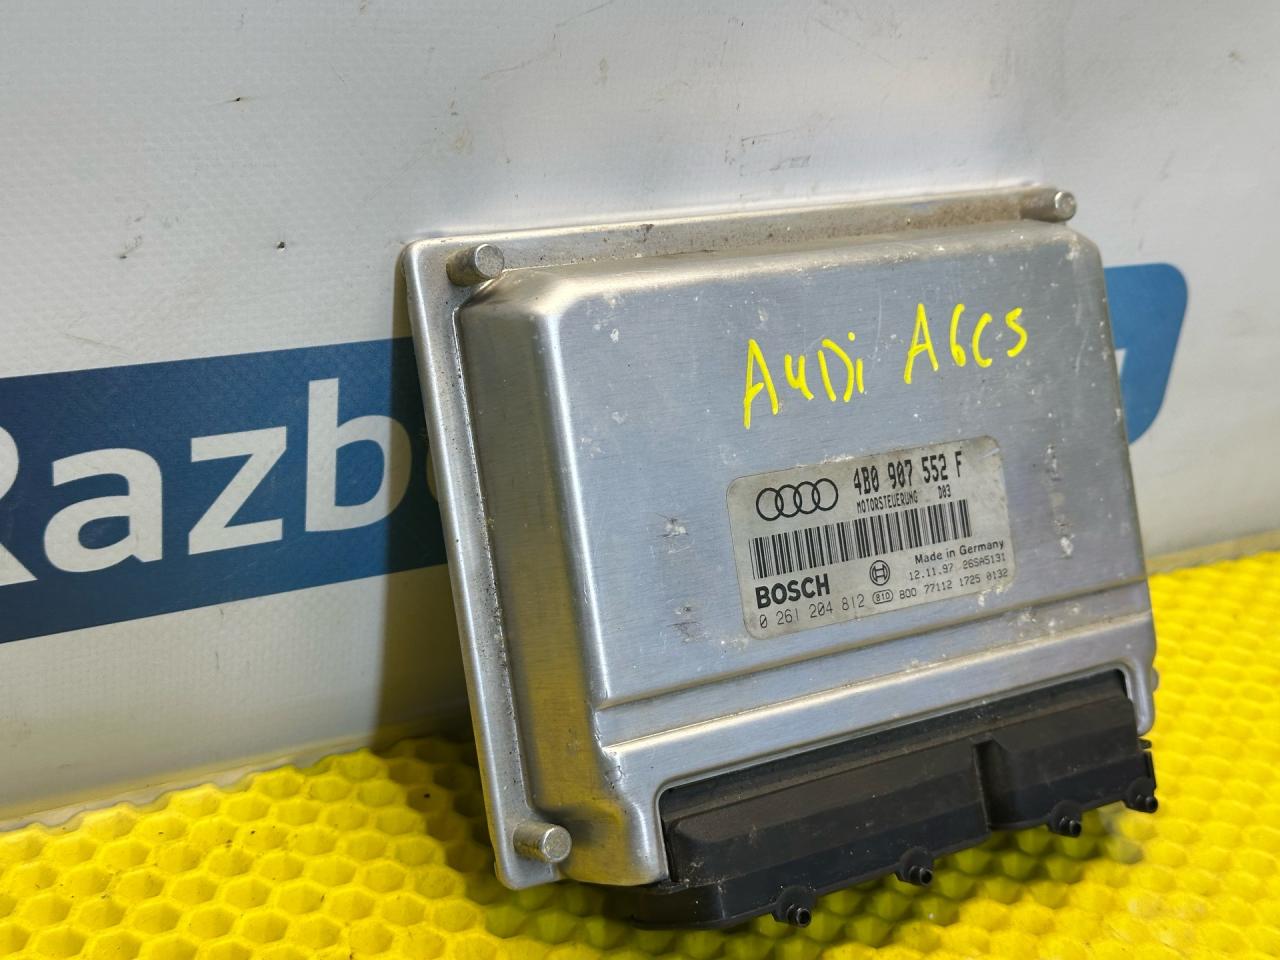 Razb
AUDi A6C5
4B0 907 552 F
MOTORSTEUERUNG D03
Made in Germany
BOSCH 12.11.97 26SA5131
0 261 204 812 810 800 77112 1725 0132